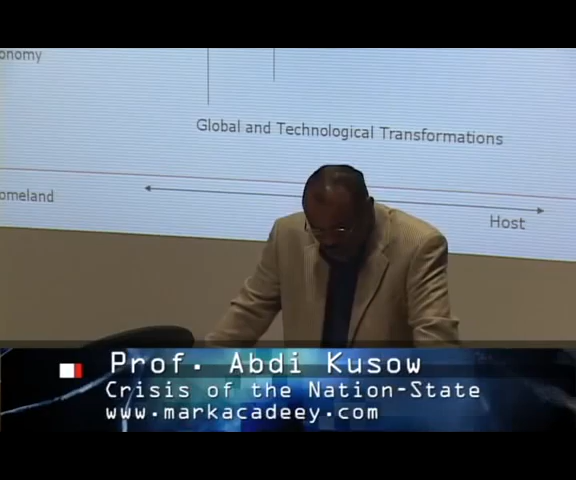 onomy
Global and Technological Transformations
omeland
Host
Prof. Abdi Kusow
Crisis of the Nation-State
www.markacadeey.com